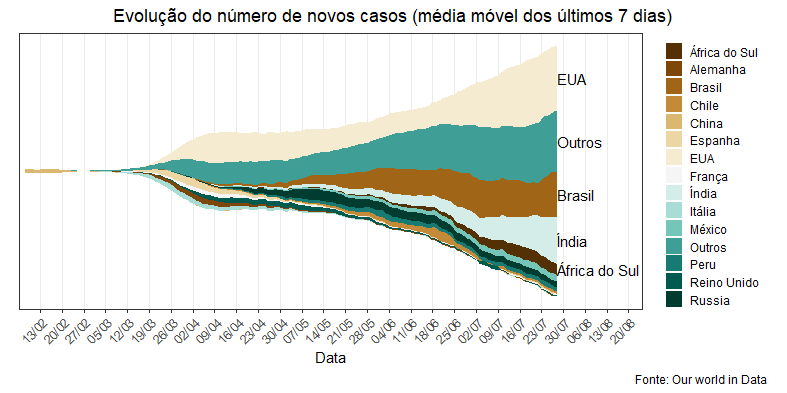 Evolução do número de novos casos (média móvel dos últimos 7 dias)
EUA
Outros
Brasil
Índia
África do Sul
África do Sul
Alemanha
Brasil
Chile
China
Espanha
EUA
França
Índia
Itália
México
Outros
Peru
Reino Unido
Russia
13/02 20/02 27/02 05/03 12/03 19/03 26/03 02/04 09/04 16/04 23/04 30/04 07/05 14/05 21/05 28/05 04/06 11/06 18/06 25/06 02/07 09/07 16/07 23/07 30/07 06/08 13/08 20/08
Data
Fonte: Our world in Data